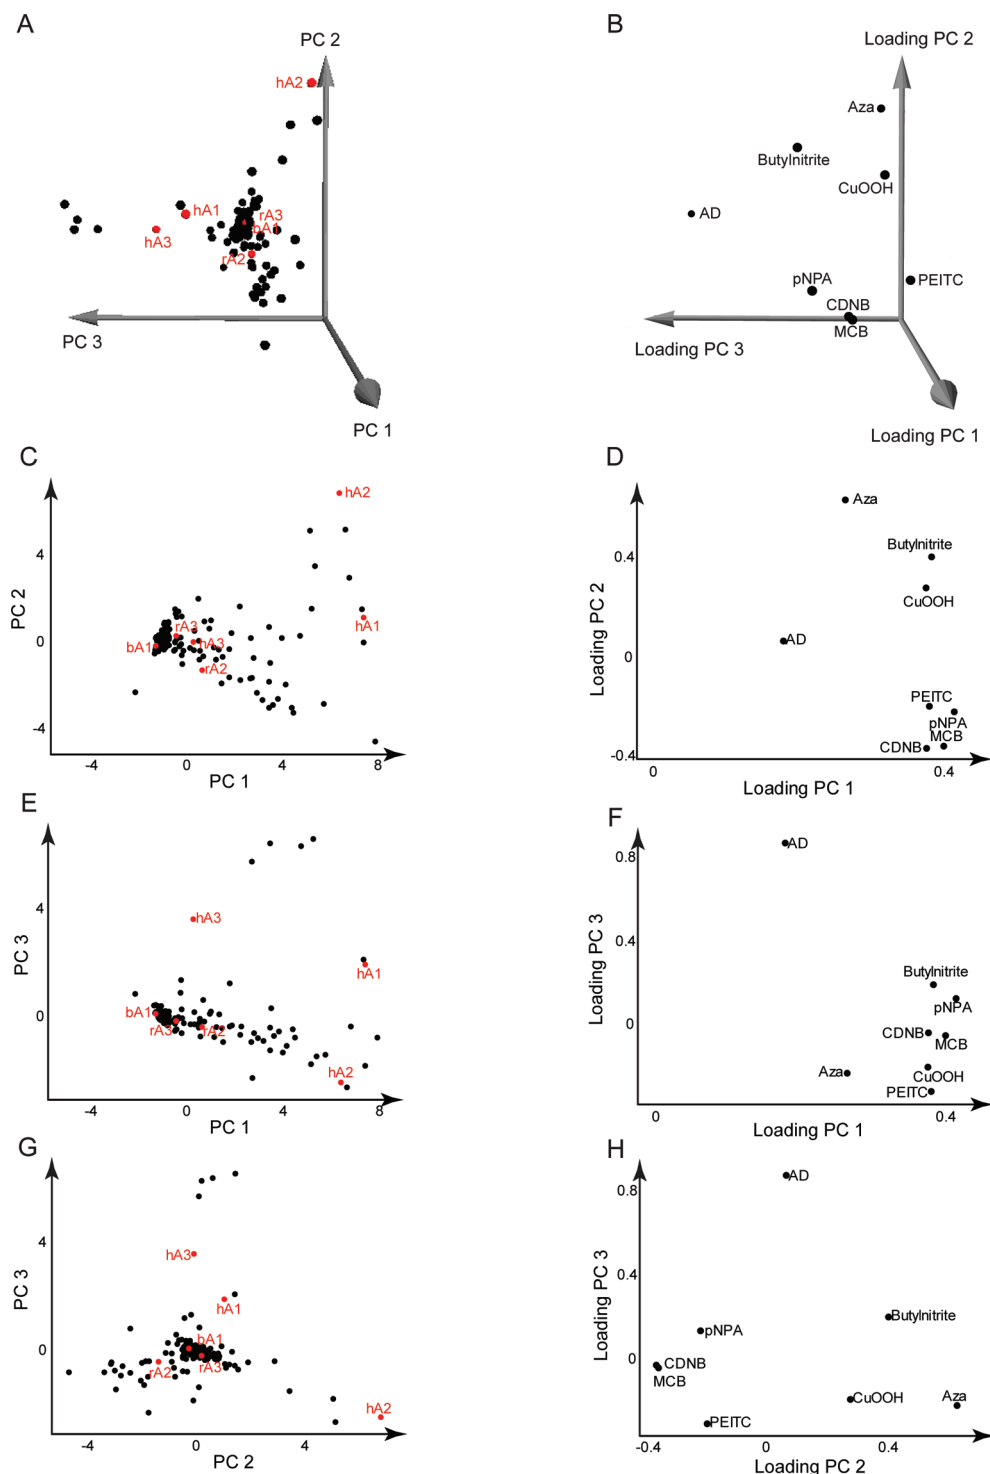 A
PC 2
hA2
hA1
rA3
bA1
hA3
rA2
PC 3
PC 1
B
Loading PC 2
Aza
Butylnitrite
CuOOH
AD
pNPA
PEITC
CDNB
MCB
Loading PC 3
Loading PC 1
C
hA2
4
PC 2
rA3
hA1
0
bA1
hA3
rA2
-4
-4
0
4
8
PC 1
D
Aza
Butylnitrite
0.4
CuOOH
Loading PC 2
0
AD
PEITC
pNPA
MCB
CDNB
-0.4
0
0.4
Loading PC 1
E
4
hA3
PC 3
hA1
bA1
0
rA3
rA2
hA2
-4
0
4
8
PC 1
F
0.8
AD
0.4
Loading PC 3
Butylnitrite
pNPA
0
CDNB
MCB
Aza
CuOOH
PEITC
0
0.4
Loading PC 1
G
4
hA3
PC 3
hA1
bA1
0
rA2
rA3
hA2
-4
0
4
PC 2
H
0.8
AD
0.4
Loading PC 3
Butylnitrite
pNPA
0
CDNB
MCB
CuOOH
Aza
PEITC
-0.4
0
0.4
Loading PC 2